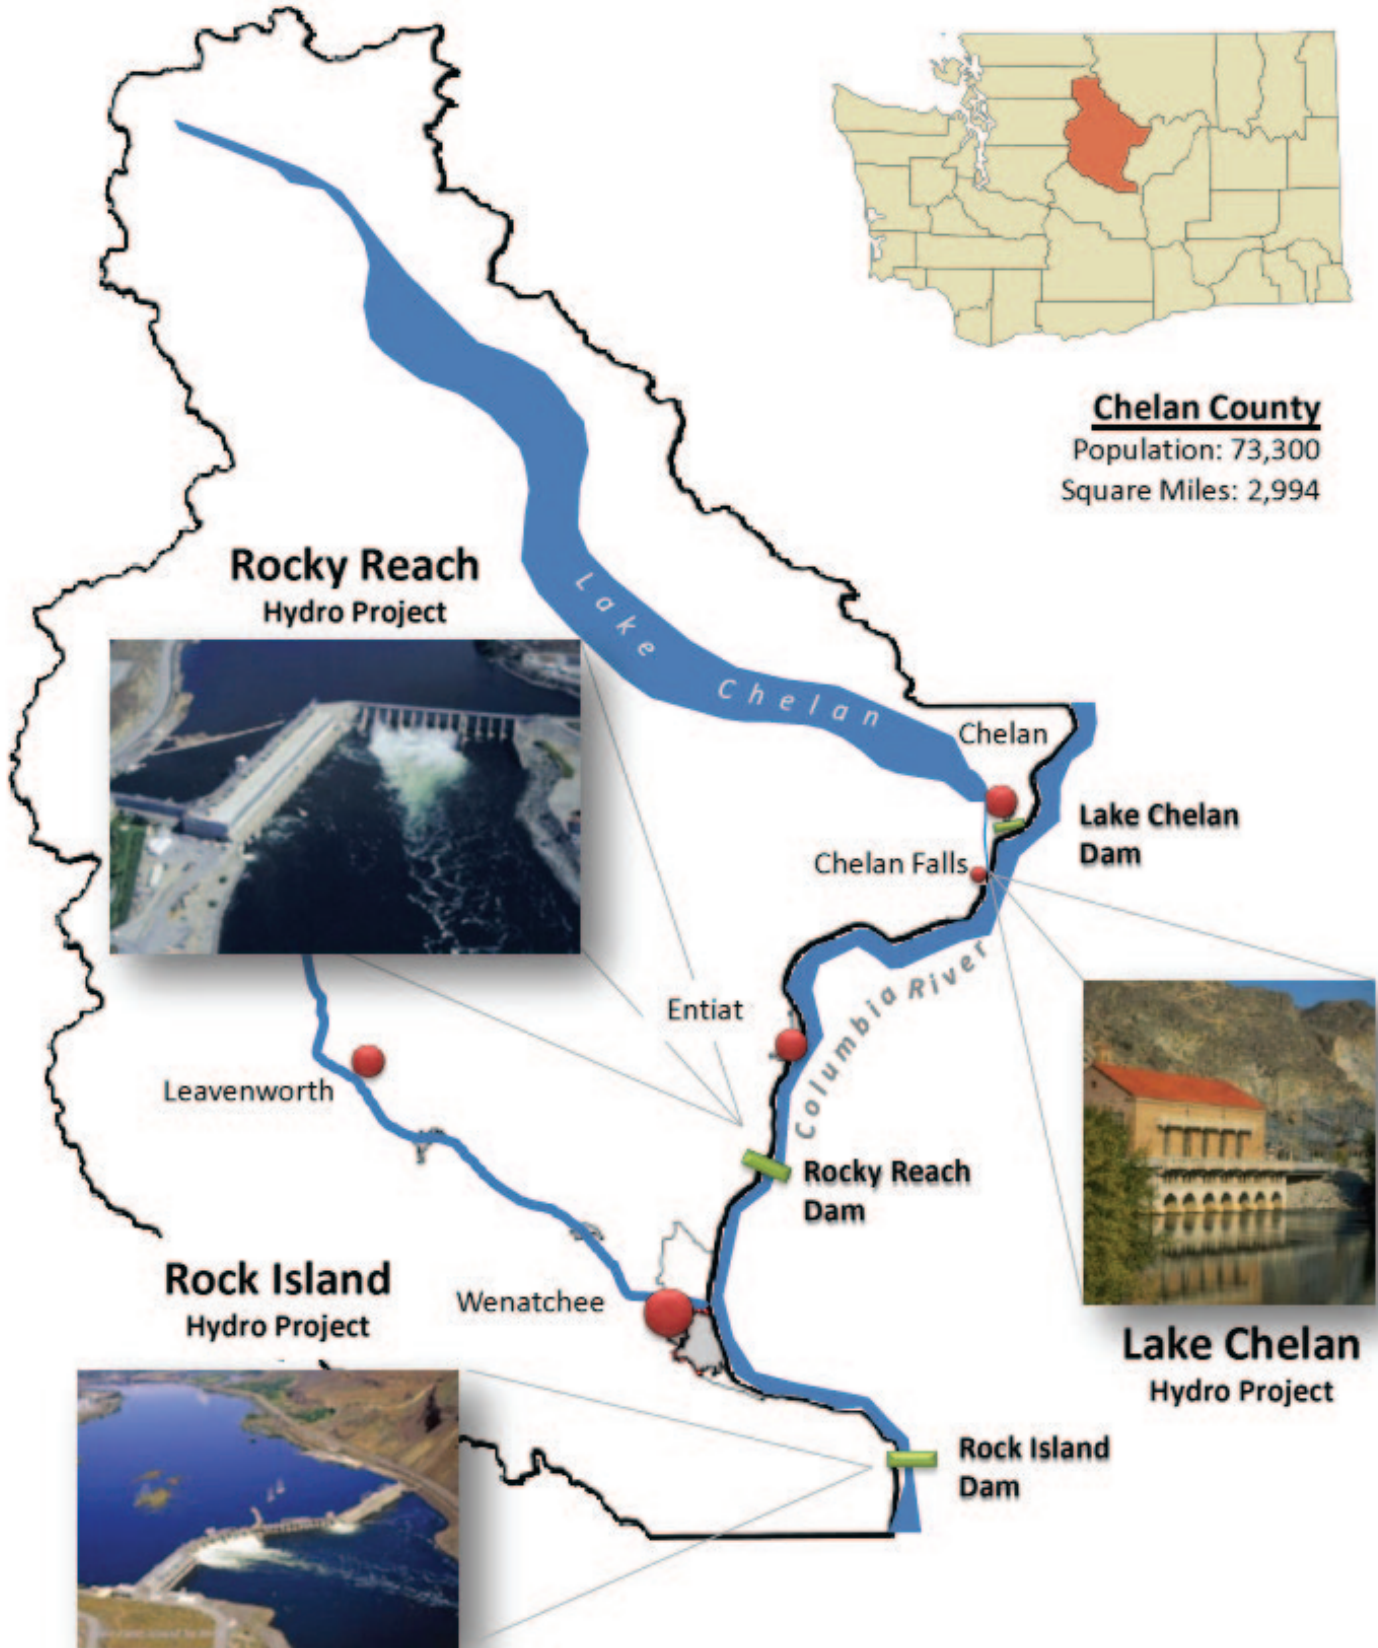 Chelan County
Population: 73,300
Square Miles: 2,994
Rocky Reach
Hydro Project
Lake Chelan
Chelan
Lake Chelan
Dam
Chelan Falls
Columbia River
Entiat
Leavenworth
Rocky Reach
Dam
Rock Island
Hydro Project
Wenatchee
Lake Chelan
Hydro Project
Rock Island
Dam